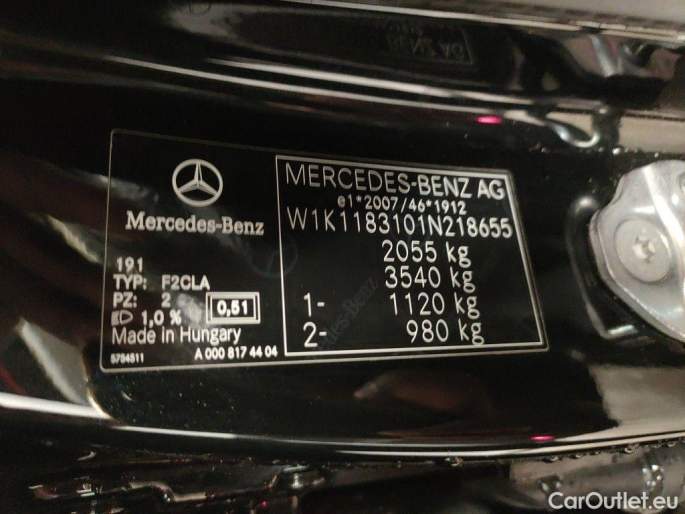 Mercedes-Benz
191
TYP: F2CLA
PZ: 2
1,0 %
0,51
Made in Hungary
5794511
A 000 817 44 04
MERCEDES-BENZ AG
e1*2007/46*1912
W1K1183101N218655
2055 kg
3540 kg
1- 1120 kg
2- 980 kg
CarOutlet.eu